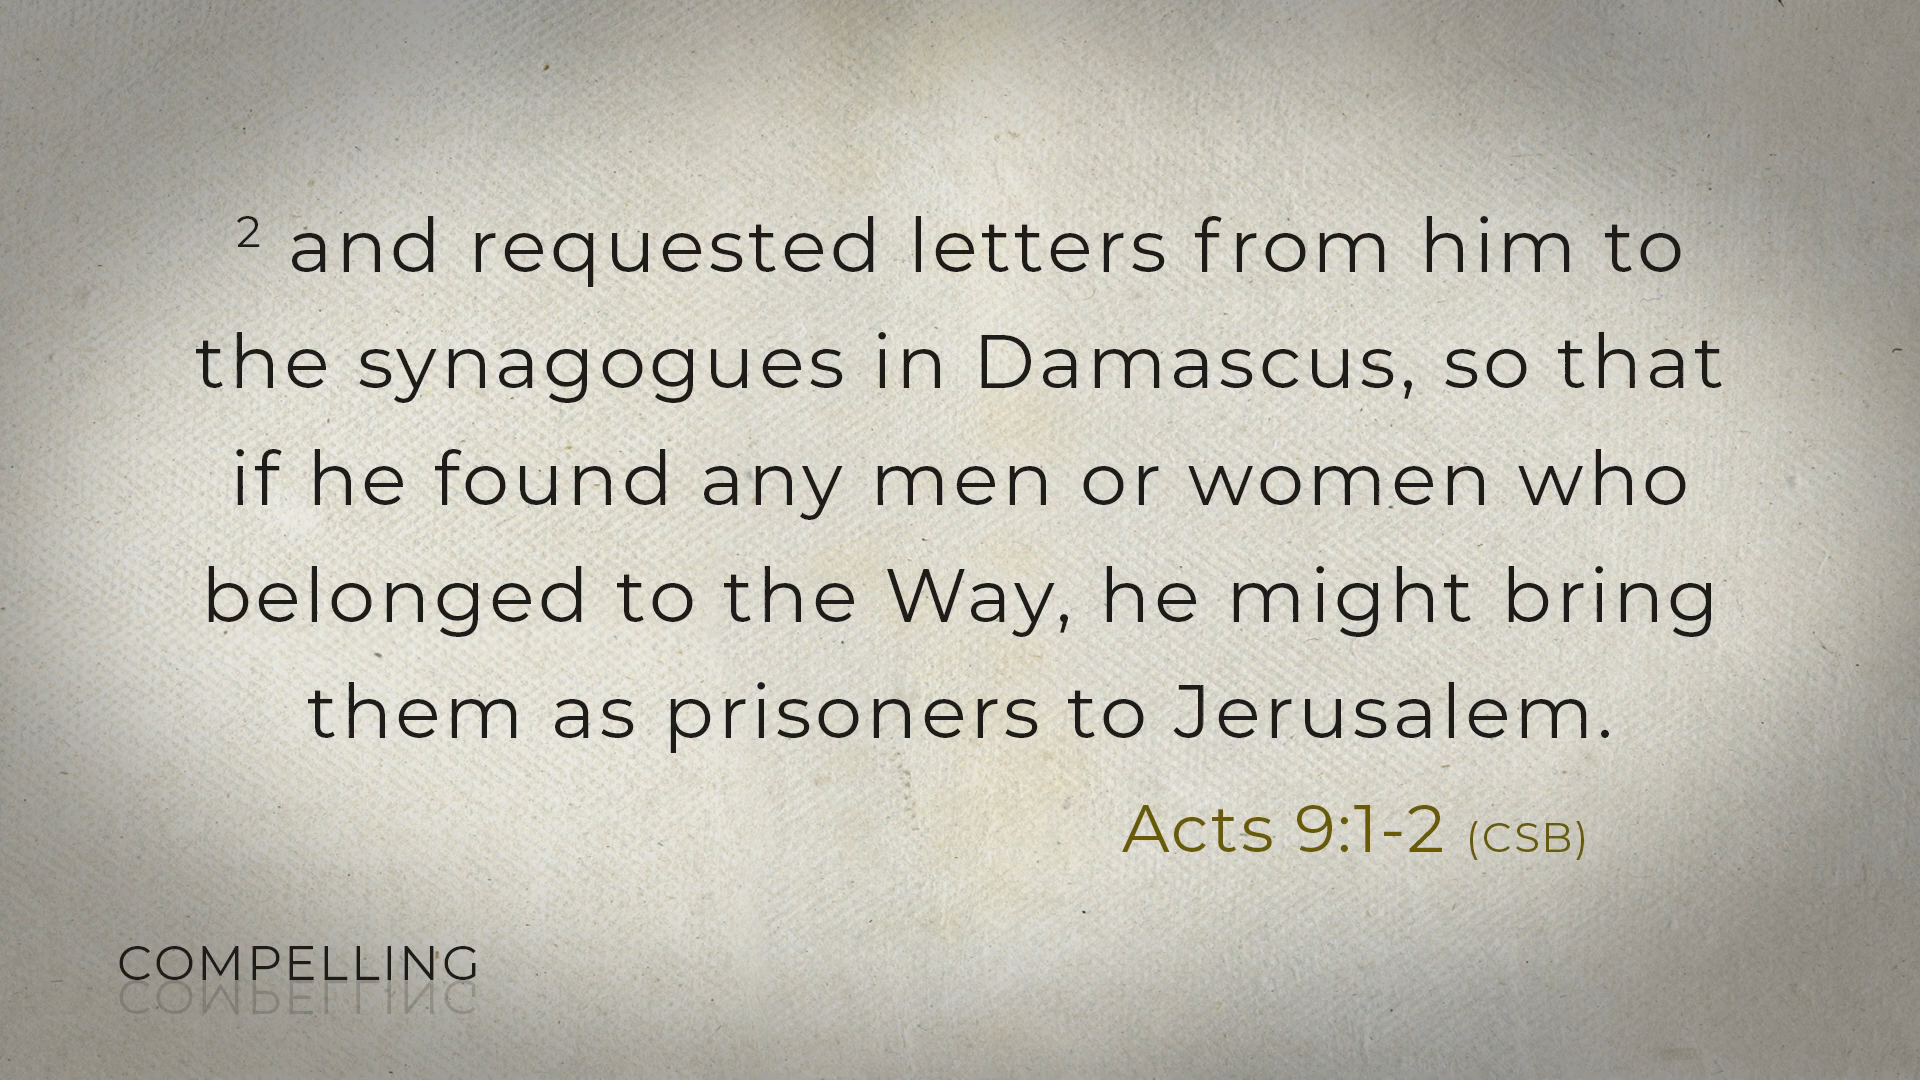 ² and requested letters from him to
the synagogues in Damascus, so that
if he found any men or women who
belonged to the Way, he might bring
them as prisoners to Jerusalem.
Acts 9:1-2 (CSB)
COMPELLING